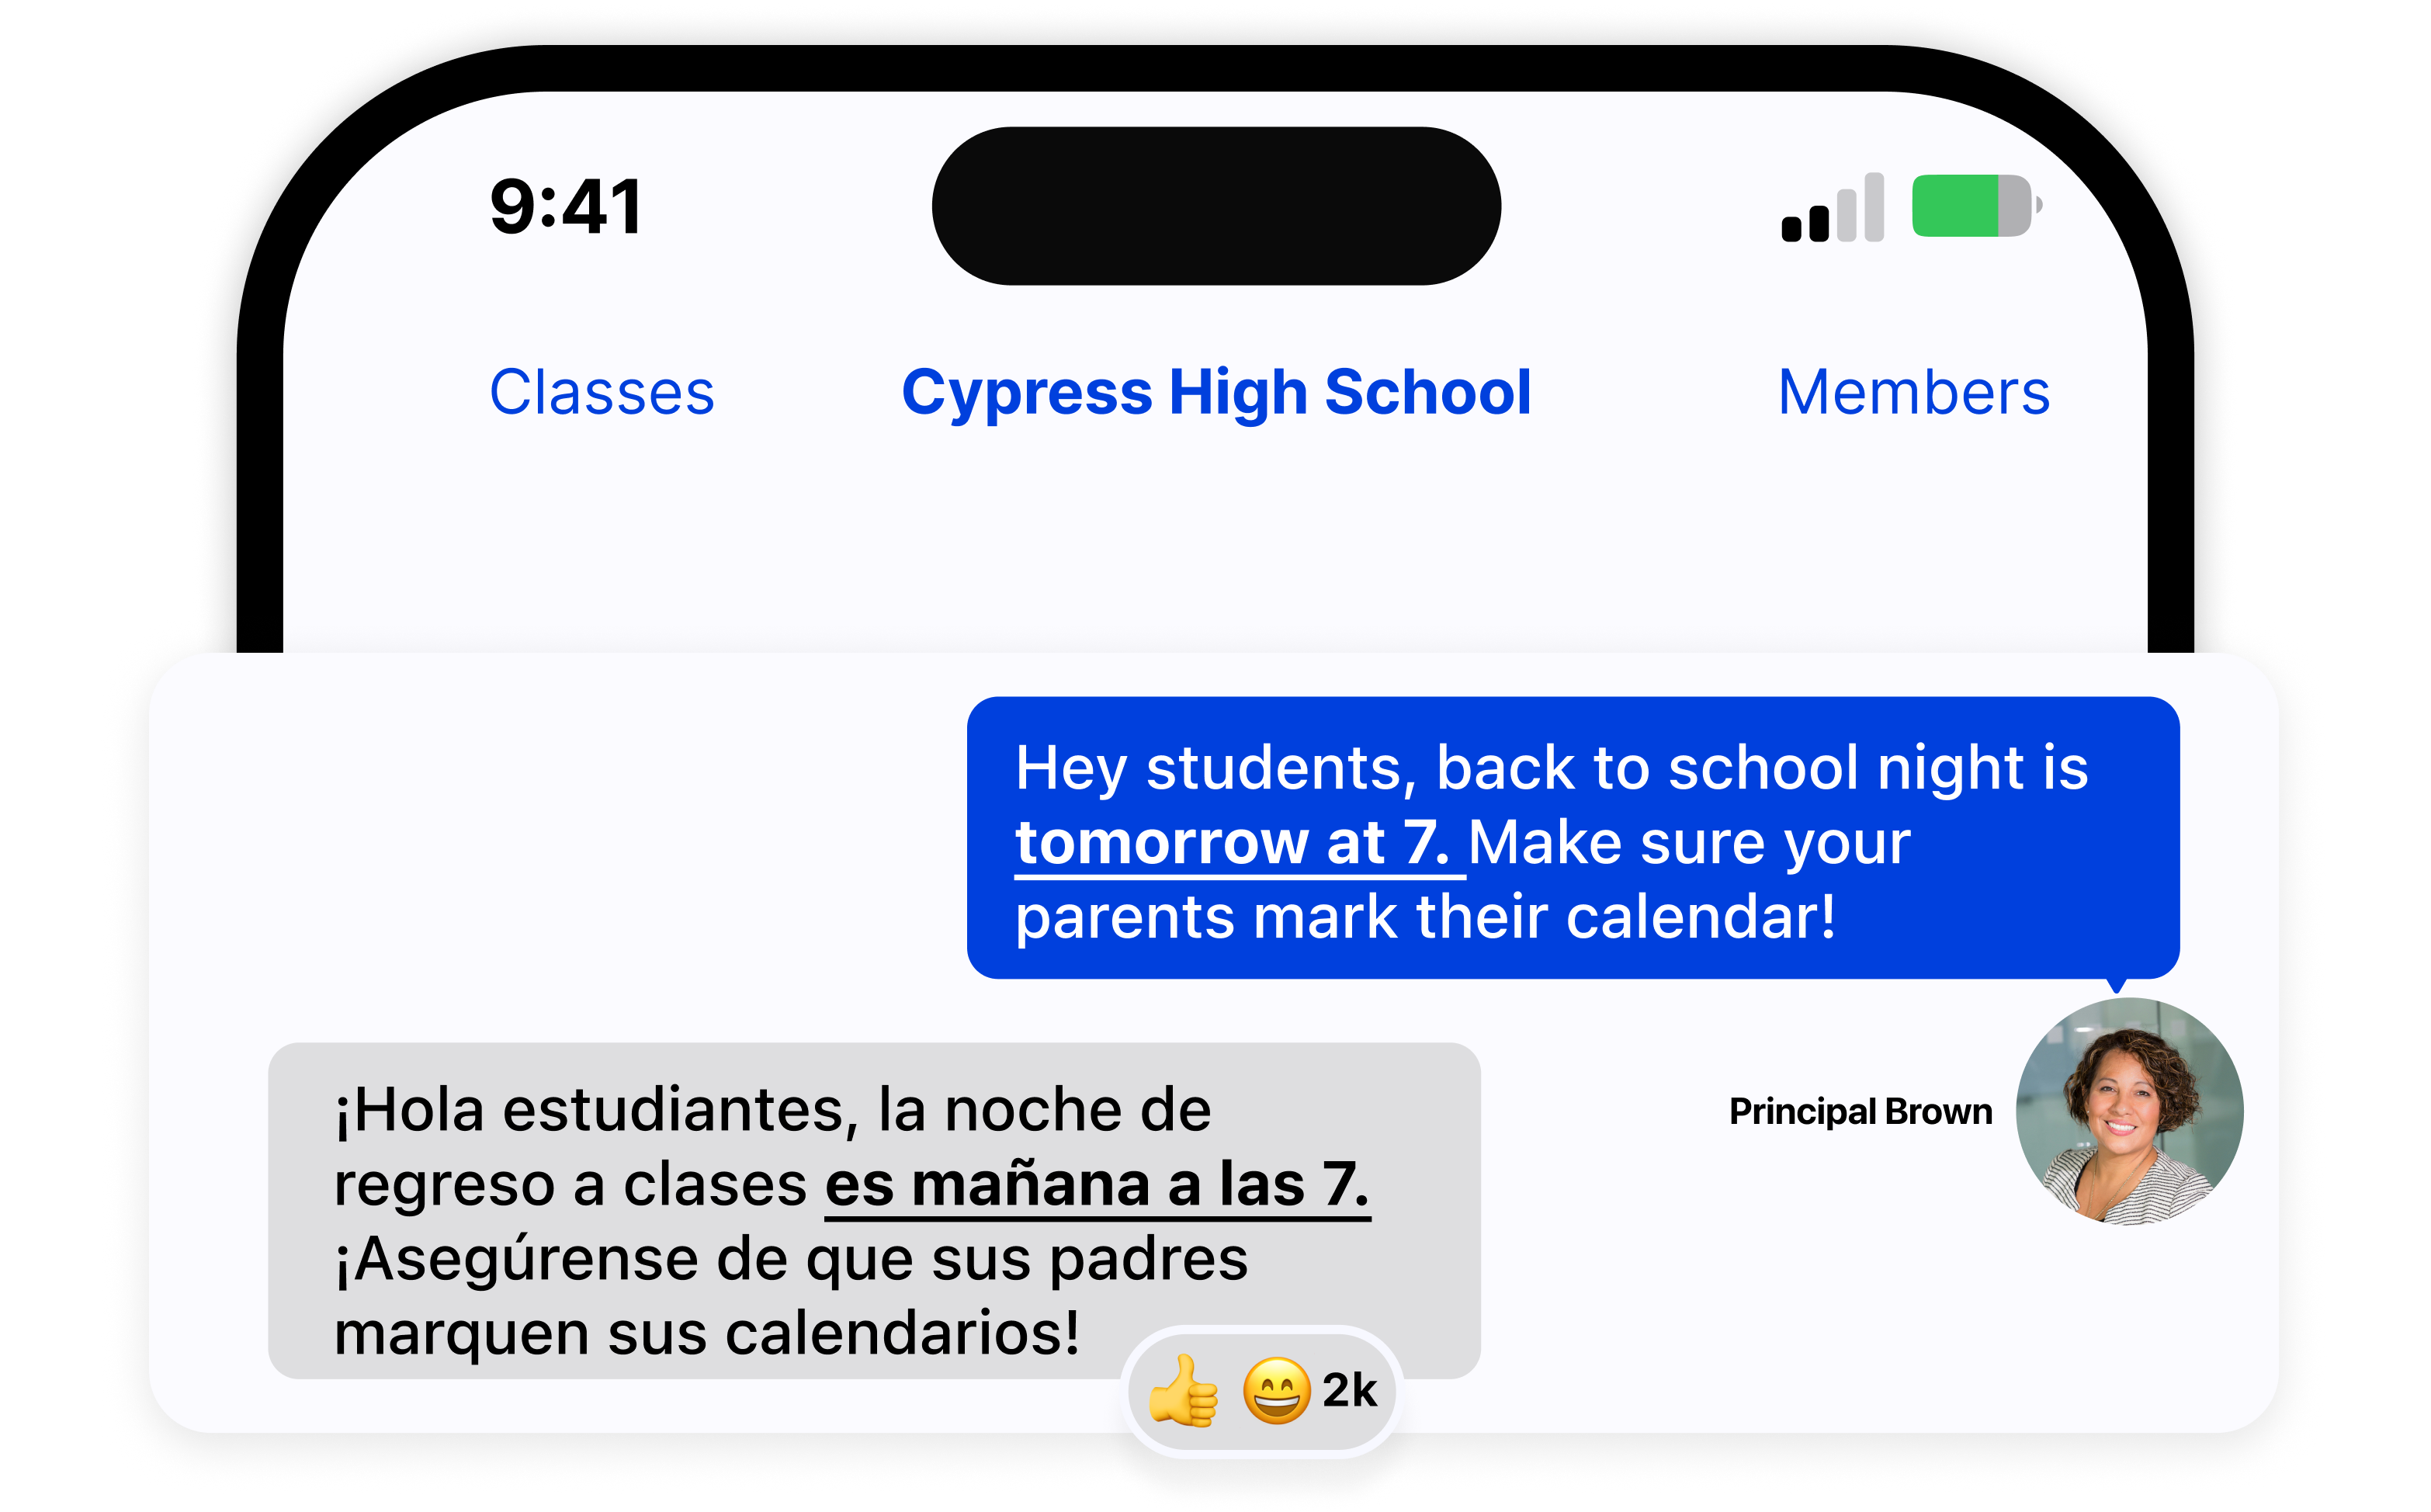 9:41
Classes Cypress High School Members
Hey students, back to school night is
tomorrow at 7. Make sure your
parents mark their calendar!
Principal Brown
¡Hola estudiantes, la noche de
regreso a clases es mañana a las 7.
¡Asegúrense de que sus padres
marquen sus calendarios!
👍 😄 2k